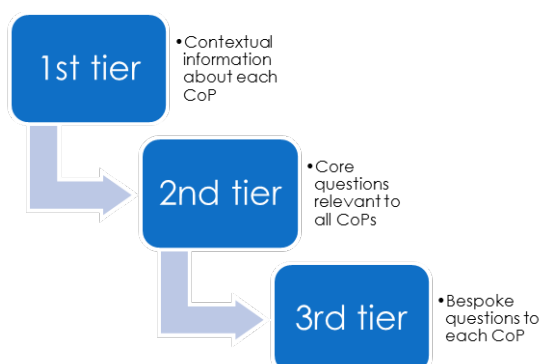 1st tier
•Contextual
information
about each
CoP
2nd tier
•Core
questions
relevant to
all CoPs
3rd tier
•Bespoke
questions to
each CoP